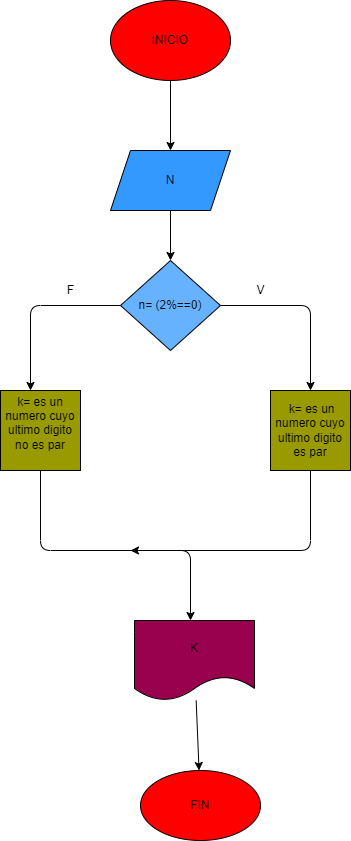 INICIO
N
n= (2%==0)
F
V
k= es un
numero cuyo
ultimo digito
no es par
k= es un
numero cuyo
ultimo digito
es par
K
FIN